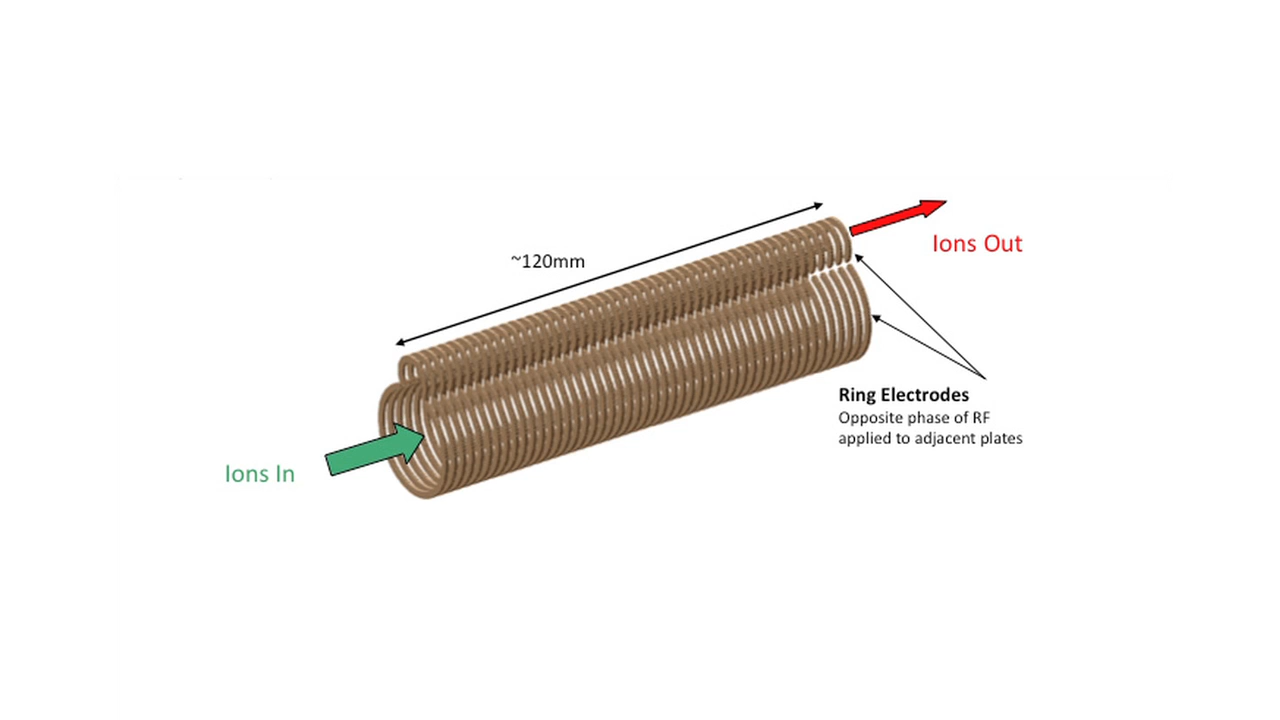 ~120mm
Ions Out
Ring Electrodes
Opposite phase of RF
applied to adjacent plates
Ions In